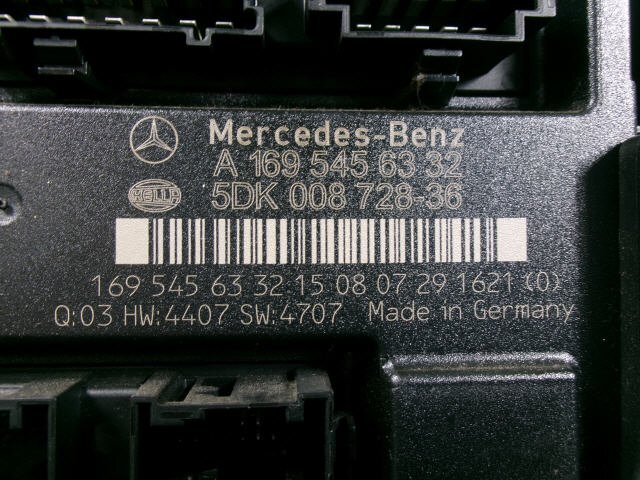 Mercedes-Benz
A 169 545 63 32
HELLA
5DK 008 728-36
169 545 63 32 15 08 07 29 1621 (0)
Q:03 HW:4407 SW:4707 Made in Germany